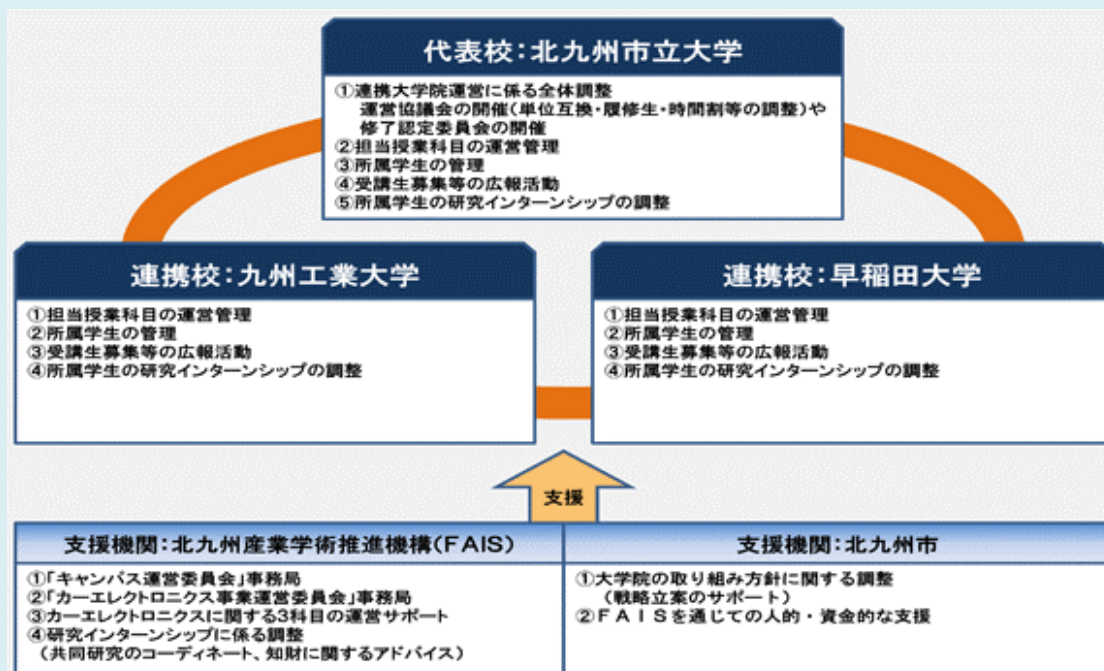 代表校：北九州市立大学
①連携大学院運営に係る全体調整
運営協議会の開催（単位互換・履修生・時間割等の調整）や
修了認定委員会の開催
②担当授業科目の運営管理
③所属学生の管理
④受講生募集等の広報活動
⑤所属学生の研究インターンシップの調整
連携校：九州工業大学
①担当授業科目の運営管理
②所属学生の管理
③受講生募集等の広報活動
④所属学生の研究インターンシップの調整
連携校：早稲田大学
①担当授業科目の運営管理
②所属学生の管理
③受講生募集等の広報活動
④所属学生の研究インターンシップの調整
支援
支援機関：北九州産業学術推進機構（FAIS）
①「キャンパス運営委員会」事務局
②「カーエレクトロニクス事業運営委員会」事務局
③カーエレクトロニクスに関する3科目の運営サポート
④研究インターンシップに係る調整
（共同研究のコーディネート、知財に関するアドバイス）
支援機関：北九州市
①大学院の取り組み方針に関する調整
（戦略立案のサポート）
②ＦＡＩＳを通じての人的・資金的な支援